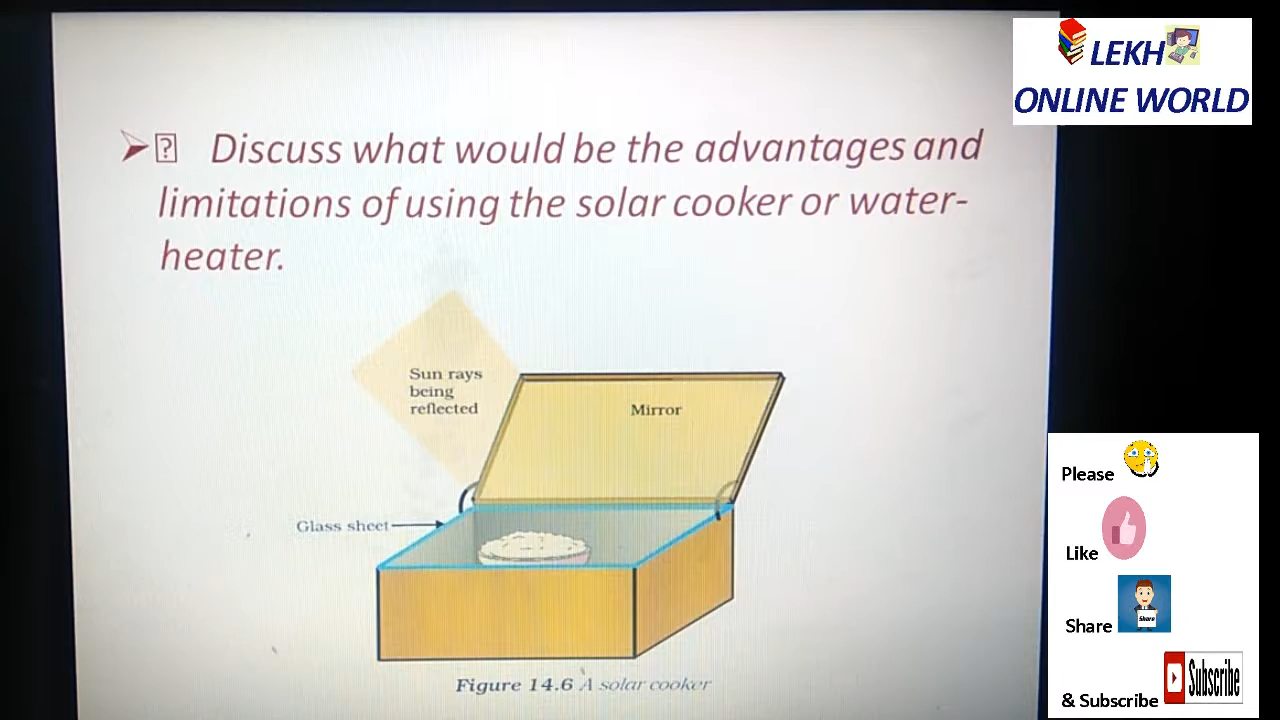 LEKH
ONLINE WORLD
➤⍰ Discuss what would be the advantages and
limitations of using the solar cooker or water-
heater.
Sun rays
being
reflected
Mirror
Glass sheet
Figure 14.6 A solar cooker
Please
Like
Share
Share
& Subscribe
Subscribe